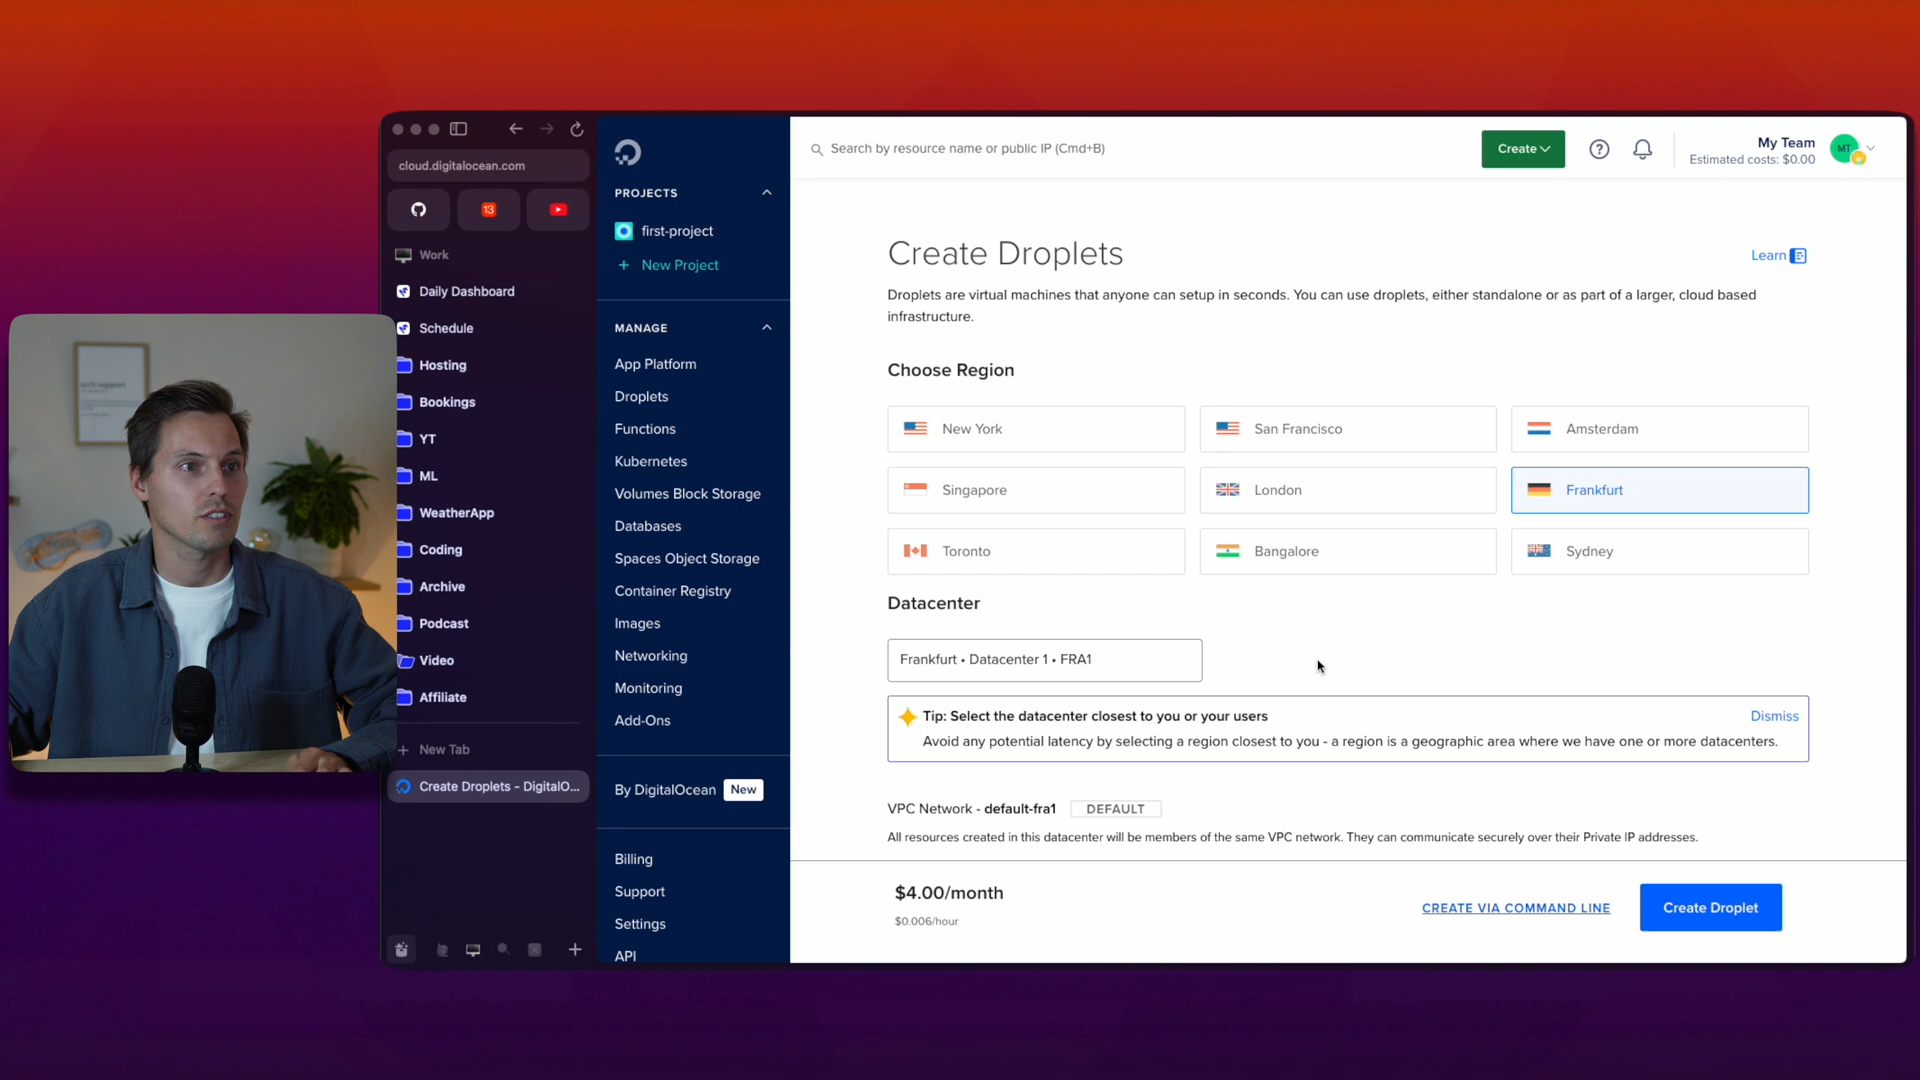 cloud.digitalocean.com
13
Work
Daily Dashboard
Schedule
Hosting
Bookings
YT
ML
WeatherApp
Coding
Archive
Podcast
Video
Affiliate
+ New Tab
Create Droplets - DigitalO...
PROJECTS
first-project
+ New Project
MANAGE
App Platform
Droplets
Functions
Kubernetes
Volumes Block Storage
Databases
Spaces Object Storage
Container Registry
Images
Networking
Monitoring
Add-Ons
By DigitalOcean New
Billing
Support
Settings
API
Search by resource name or public IP (Cmd+B)
Create
?
My Team
Estimated costs: $0.00
MT
Create Droplets
Learn
Droplets are virtual machines that anyone can setup in seconds. You can use droplets, either standalone or as part of a larger, cloud based
infrastructure.
Choose Region
New York
San Francisco
Amsterdam
Singapore
London
Frankfurt
Toronto
Bangalore
Sydney
Datacenter
Frankfurt • Datacenter 1 • FRA1
Tip: Select the datacenter closest to you or your users
Dismiss
Avoid any potential latency by selecting a region closest to you - a region is a geographic area where we have one or more datacenters.
VPC Network - default-fra1 DEFAULT
All resources created in this datacenter will be members of the same VPC network. They can communicate securely over their Private IP addresses.
$4.00/month
$0.006/hour
CREATE VIA COMMAND LINE
Create Droplet